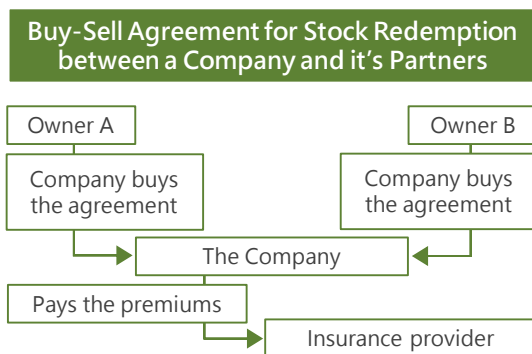 Buy-Sell Agreement for Stock Redemption
between a Company and it's Partners
Owner A
Owner B
Company buys
the agreement
Company buys
the agreement
The Company
Pays the premiums
Insurance provider